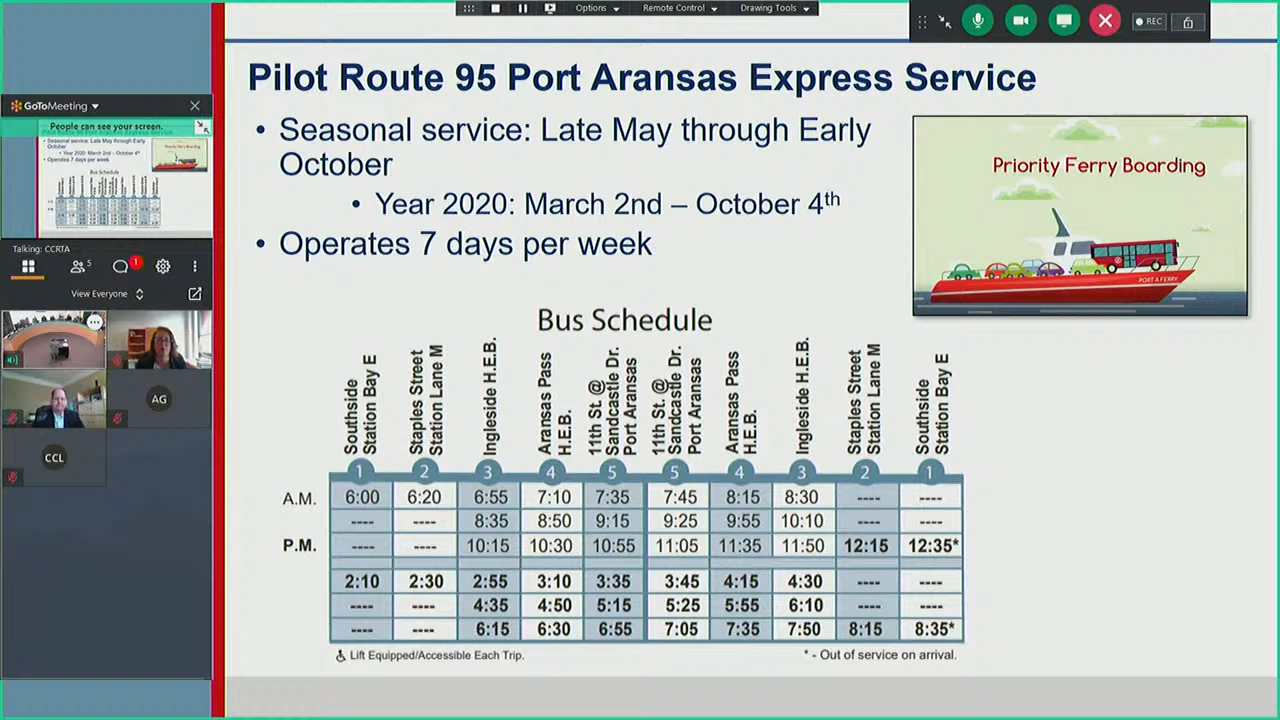 Options
Remote Control
Drawing Tools
REC
Pilot Route 95 Port Aransas Express Service
• Seasonal service: Late May through Early
October
• Year 2020: March 2nd – October 4th
• Operates 7 days per week
Priority Ferry Boarding
PORT A FERRY
GoToMeeting
People can see your screen.
Talking: CCRTA
5
1
View Everyone
AG
CCL
Bus Schedule
Southside Station Bay E
Staples Street Station Lane M
Ingleside H.E.B.
Aransas Pass H.E.B.
11th St. @ Sandcastle Dr. Port Aransas
11th St. @ Sandcastle Dr. Port Aransas
Aransas Pass H.E.B.
Ingleside H.E.B.
Staples Street Station Lane M
Southside Station Bay E
1 2 3 4 5 5 4 3 2 1
A.M. 6:00 6:20 6:55 7:10 7:35 7:45 8:15 8:30 ---- ----
---- ---- 8:35 8:50 9:15 9:25 9:55 10:10 ---- ----
P.M. ---- ---- 10:15 10:30 10:55 11:05 11:35 11:50 12:15 12:35*
2:10 2:30 2:55 3:10 3:35 3:45 4:15 4:30 ---- ----
---- ---- 4:35 4:50 5:15 5:25 5:55 6:10 ---- ----
---- ---- 6:15 6:30 6:55 7:05 7:35 7:50 8:15 8:35*
Lift Equipped/Accessible Each Trip.
* - Out of service on arrival.